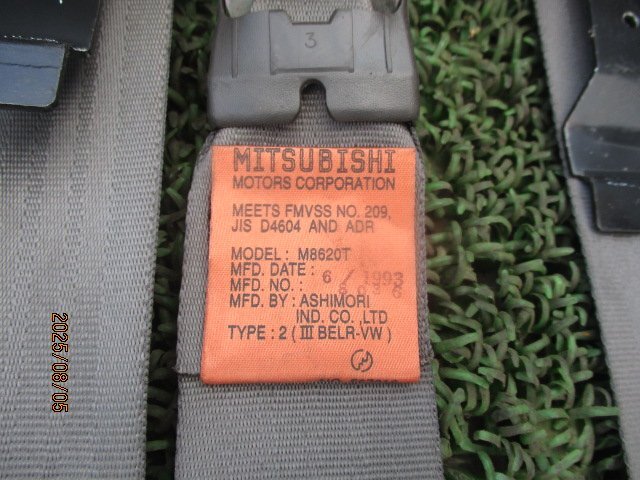 3
MITSUBISHI
MOTORS CORPORATION
MEETS FMVSS NO. 209,
JIS D4604 AND ADR
MODEL : M8620T
MFD. DATE : 6 / 1993
MFD. NO. :
MFD. BY : ASHIMORI
IND. CO. ,LTD
TYPE : 2 ( III BELR-VW )
2025/08/05